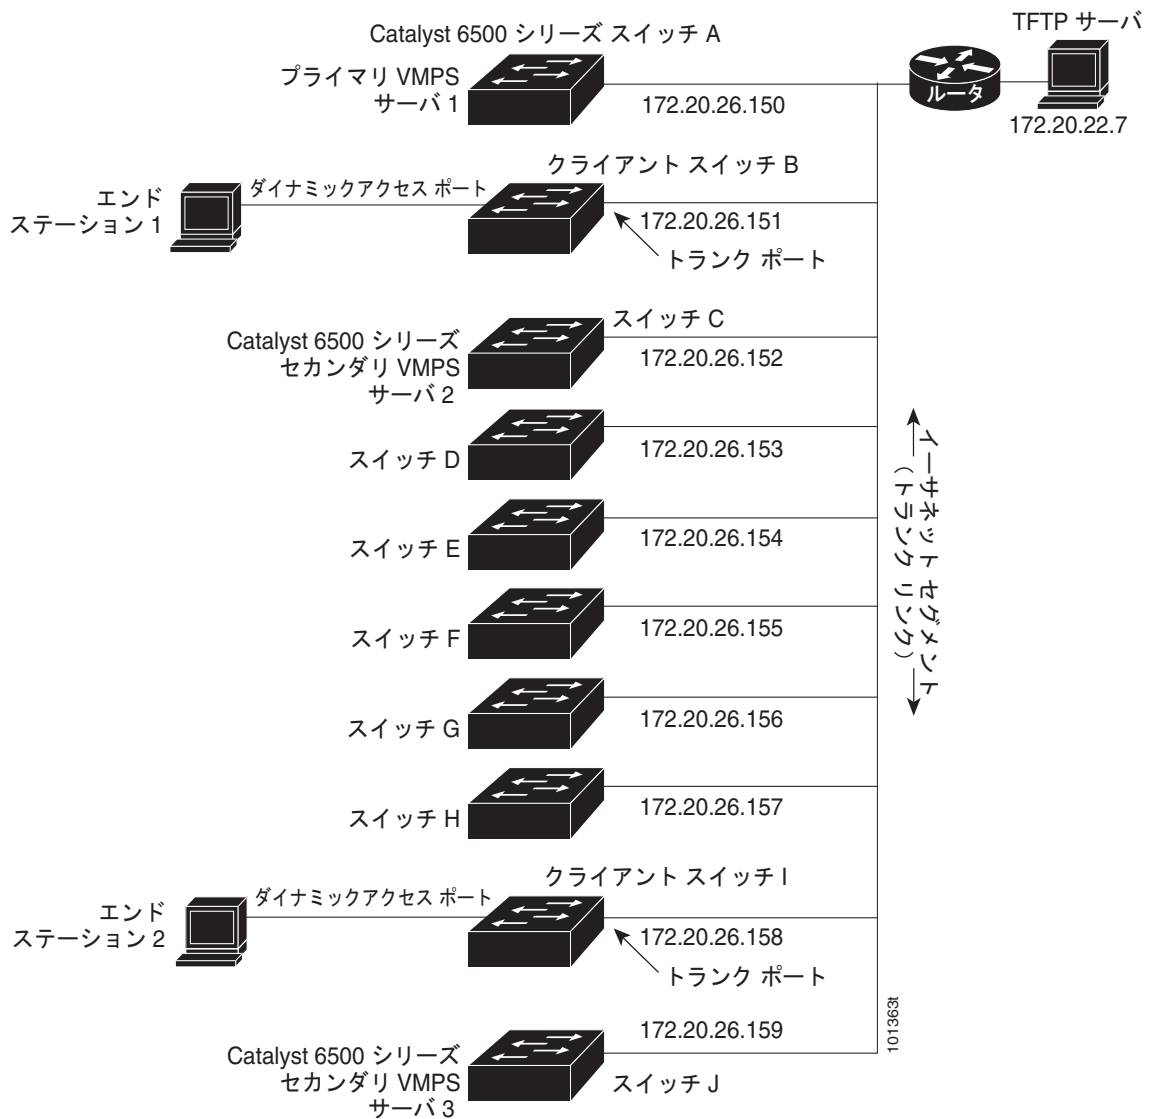 Catalyst 6500 シリーズ スイッチ A
TFTP サーバ
プライマリ VMPS
サーバ 1
172.20.26.150
ルータ
172.20.22.7
クライアント スイッチ B
エンド
ステーション 1
ダイナミックアクセス ポート
172.20.26.151
トランク ポート
スイッチ C
Catalyst 6500 シリーズ
セカンダリ VMPS
サーバ 2
172.20.26.152
スイッチ D
172.20.26.153
イーサネット セグメント
（トランク リンク）
スイッチ E
172.20.26.154
スイッチ F
172.20.26.155
スイッチ G
172.20.26.156
スイッチ H
172.20.26.157
クライアント スイッチ I
エンド
ステーション 2
ダイナミックアクセス ポート
172.20.26.158
トランク ポート
172.20.26.159
Catalyst 6500 シリーズ
セカンダリ VMPS
サーバ 3
スイッチ J
101363t